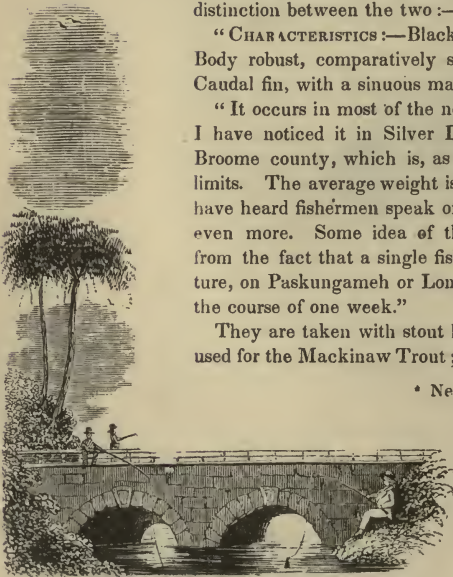 distinction between the two :—
“ CHARACTERISTICS :—Black
Body robust, comparatively s
Caudal fin, with a sinuous ma
“ It occurs in most of the n
I have noticed it in Silver
Broome county, which is, as
limits. The average weight is
have heard fishermen speak o
even more. Some idea of th
from the fact that a single fis
ture, on Paskungameh or Lon
the course of one week.”
They are taken with stout
used for the Mackinaw Trout ;
* Ne